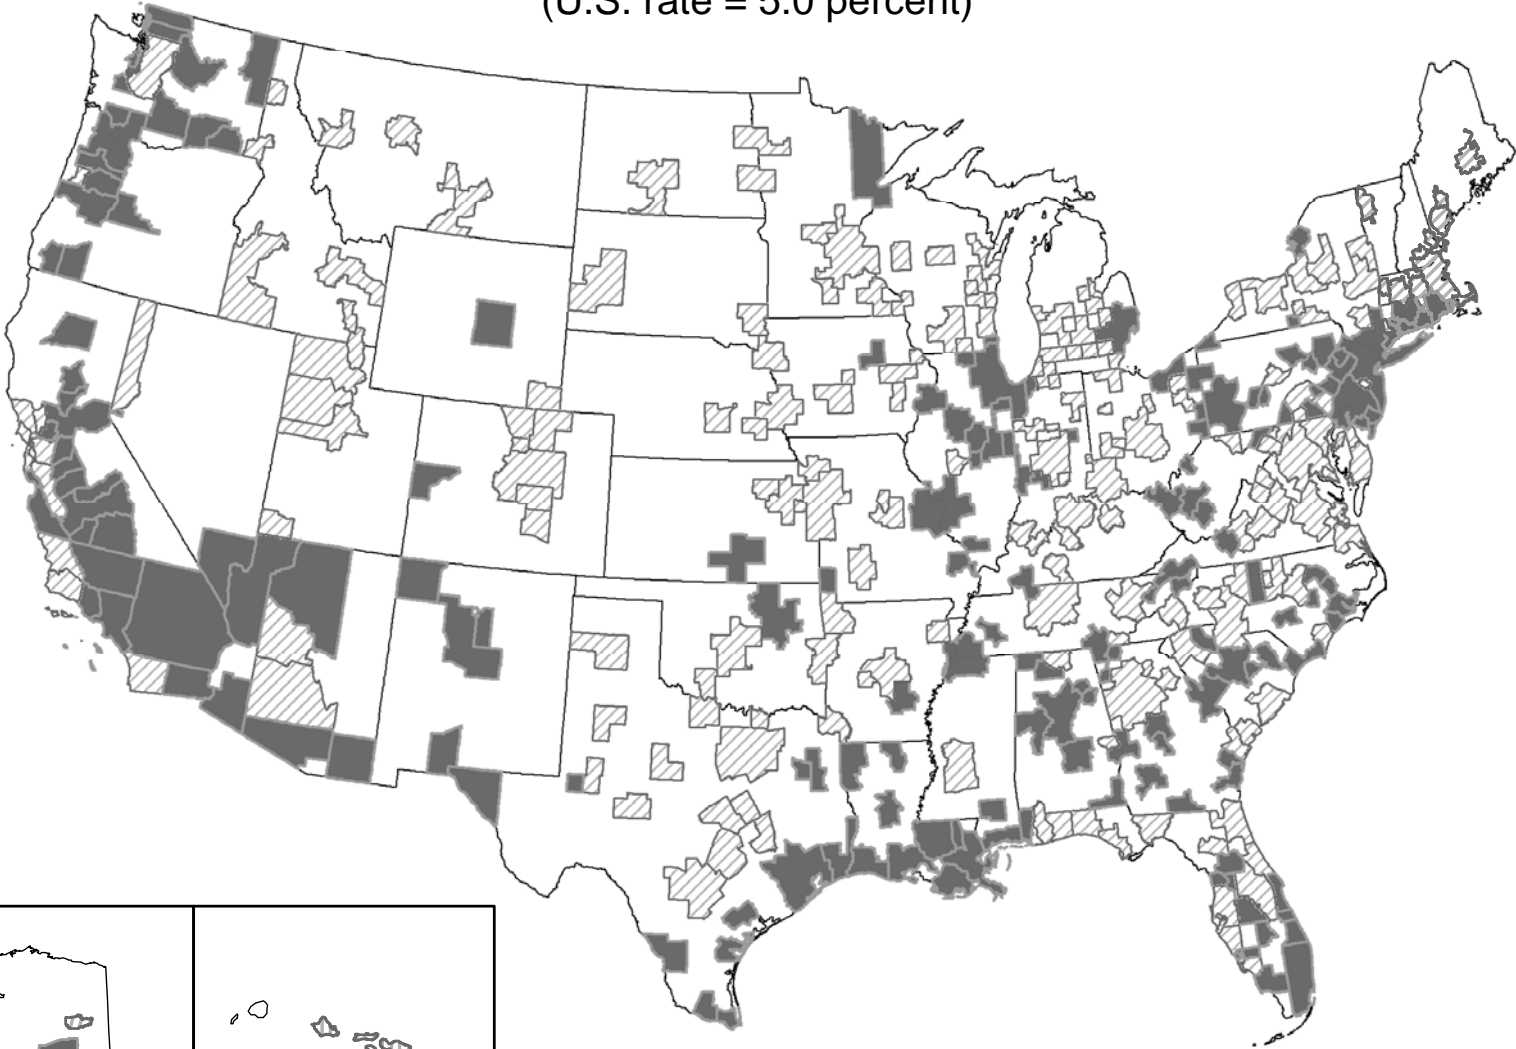 (U.S. rate = 5.0 percent)